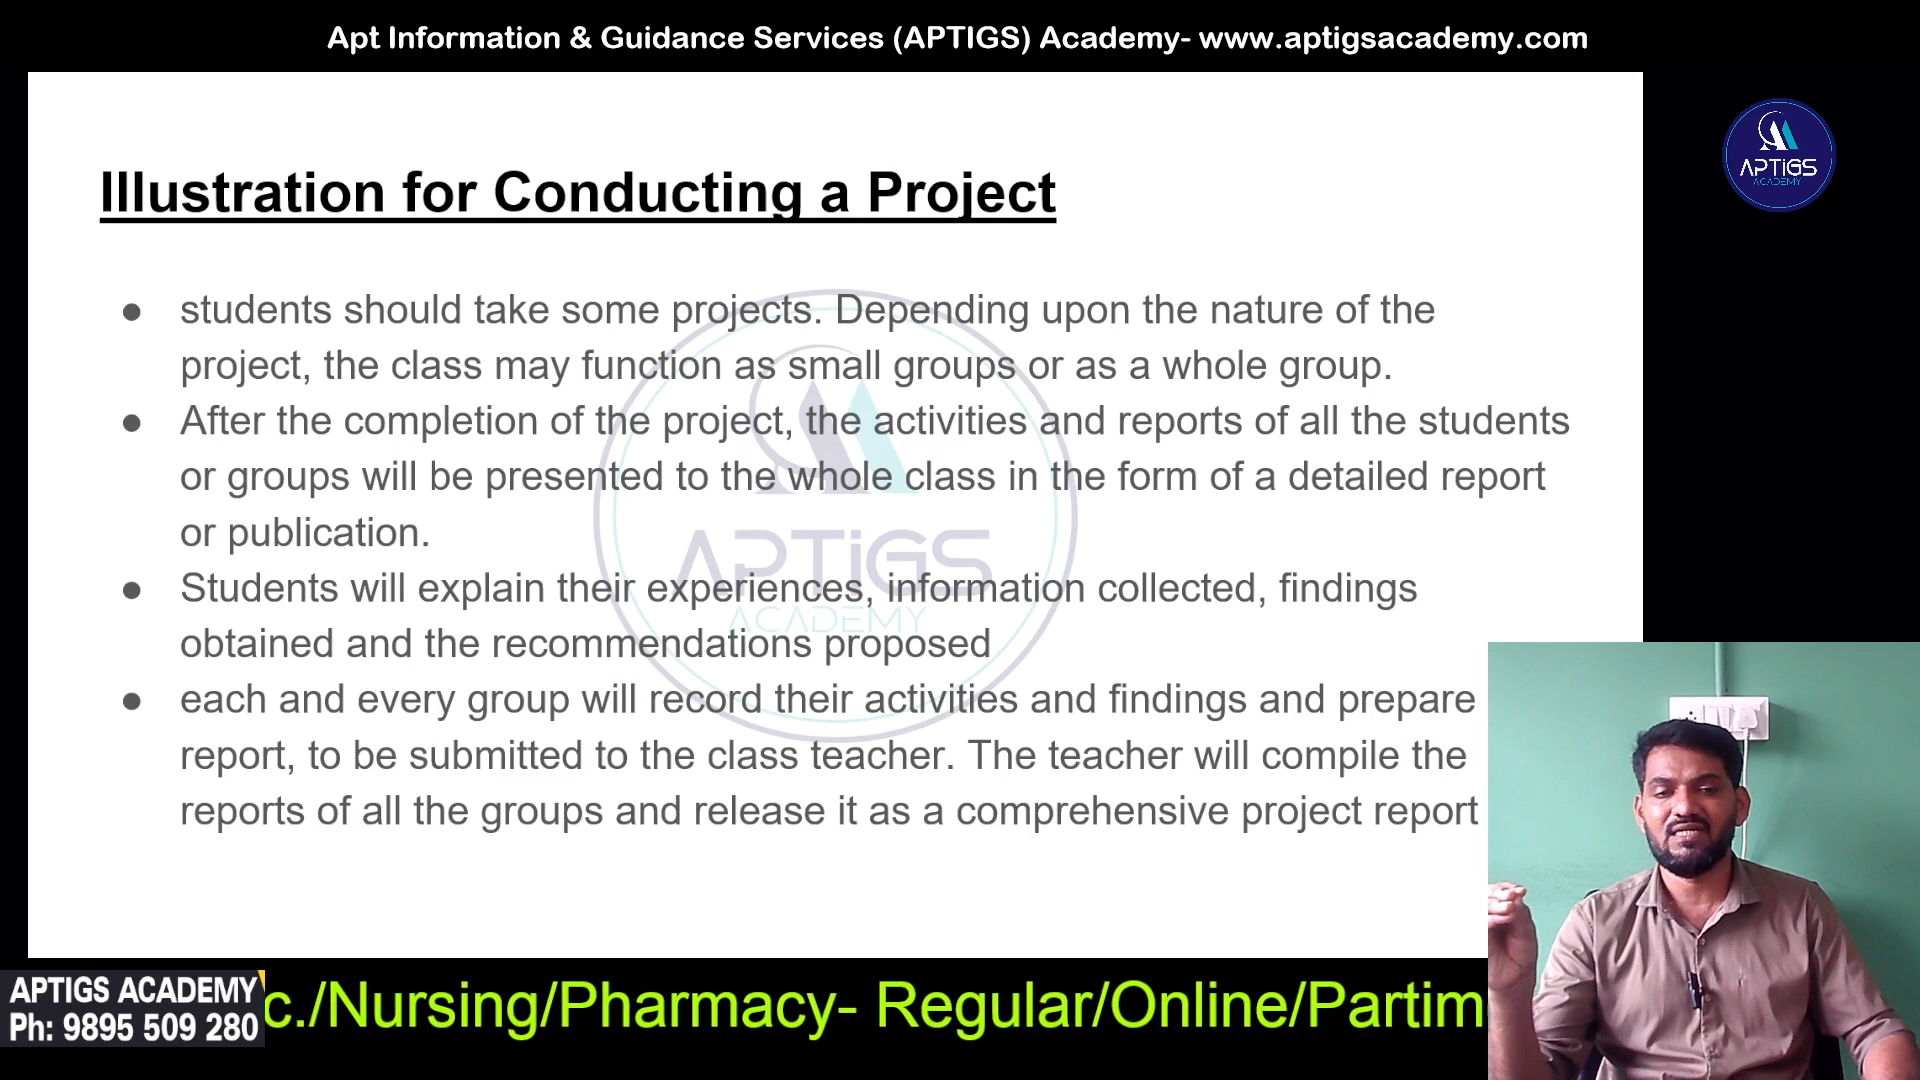 Apt Information & Guidance Services (APTIGS) Academy- www.aptigsacademy.com
APTiGS
ACADEMY
Illustration for Conducting a Project
● students should take some projects. Depending upon the nature of the
project, the class may function as small groups or as a whole group.
● After the completion of the project, the activities and reports of all the students
or groups will be presented to the whole class in the form of a detailed report
or publication.
● Students will explain their experiences, information collected, findings
obtained and the recommendations proposed
● each and every group will record their activities and findings and prepare
report, to be submitted to the class teacher. The teacher will compile the
reports of all the groups and release it as a comprehensive project report
APTiGS
ACADEMY
APTIGS ACADEMY
Ph: 9895 509 280
c./Nursing/Pharmacy- Regular/Online/Partim